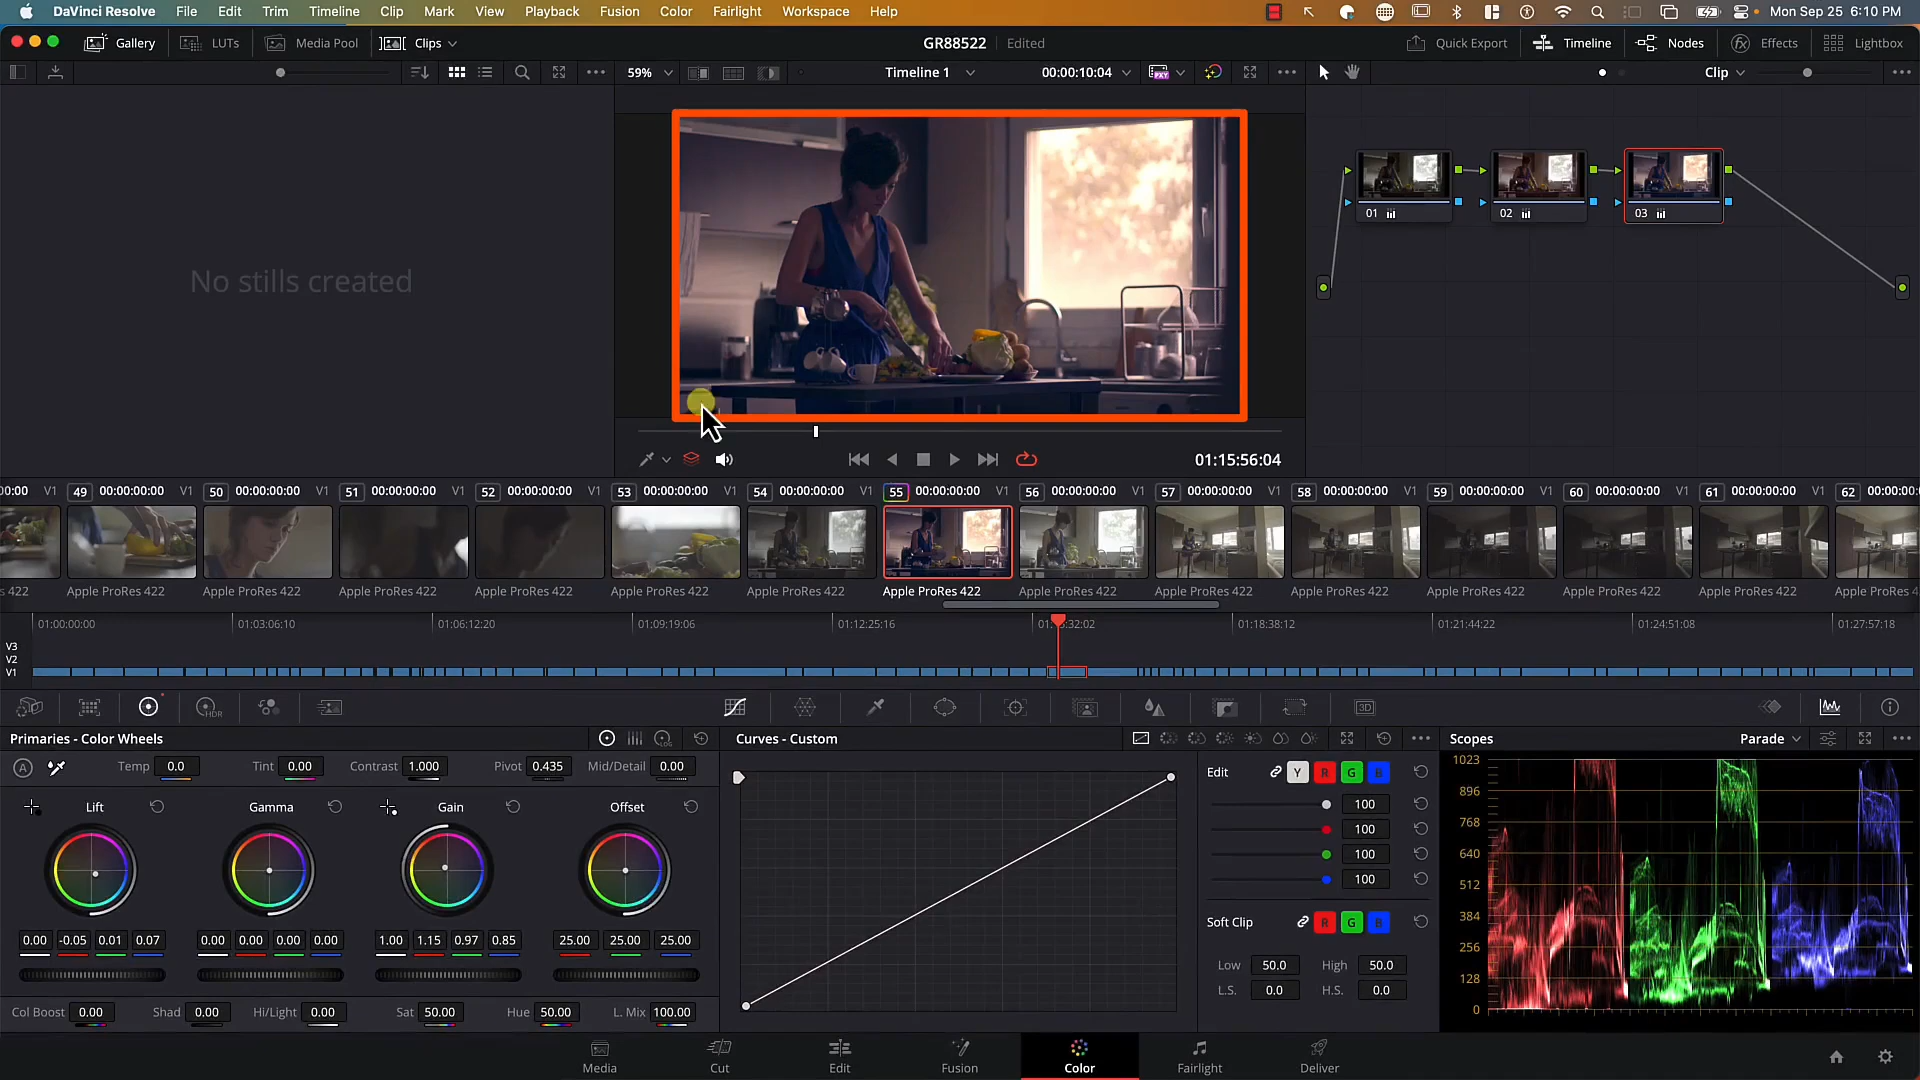 DaVinci Resolve File Edit Trim Timeline Clip Mark View Playback Fusion Color Fairlight Workspace Help Mon Sep 25 6:10 PM
Gallery LUTs Media Pool Clips GR88522 Edited Quick Export Timeline Nodes Effects Lightbox
59% Timeline 1 00:00:10:04 PXY Clip
No stills created
01 02 03
01:15:56:04
0:00 V1 49 00:00:00:00 V1 50 00:00:00:00 V1 51 00:00:00:00 V1 52 00:00:00:00 V1 53 00:00:00:00 V1 54 00:00:00:00 V1 55 00:00:00:00 V1 56 00:00:00:00 V1 57 00:00:00:00 V1 58 00:00:00:00 V1 59 00:00:00:00 V1 60 00:00:00:00 V1 61 00:00:00:00 V1 62 00:00:00:
s 422 Apple ProRes 422 Apple ProRes 422 Apple ProRes 422 Apple ProRes 422 Apple ProRes 422 Apple ProRes 422 Apple ProRes 422 Apple ProRes 422 Apple ProRes 422 Apple ProRes 422 Apple ProRes 422 Apple ProRes 422 Apple ProRes 422 Apple ProRes 4
01:00:00:00 01:03:06:10 01:06:12:20 01:09:19:06 01:12:25:16 :32:02 01:18:38:12 01:21:44:22 01:24:51:08 01:27:57:18
V3
V2
V1
HDR 3D
Primaries - Color Wheels LOG Curves - Custom Scopes Parade
A Temp 0.0 Tint 0.00 Contrast 1.000 Pivot 0.435 Mid/Detail 0.00 Edit Y R G B
Lift Gamma Gain Offset
100
100
100
100
0.00 -0.05 0.01 0.07 0.00 0.00 0.00 0.00 1.00 1.15 0.97 0.85 25.00 25.00 25.00
Soft Clip R G B
Low 50.0 High 50.0
L.S. 0.0 H.S. 0.0
Col Boost 0.00 Shad 0.00 Hi/Light 0.00 Sat 50.00 Hue 50.00 L. Mix 100.00
1023
896
768
640
512
384
256
128
0
Media Cut Edit Fusion Color Fairlight Deliver